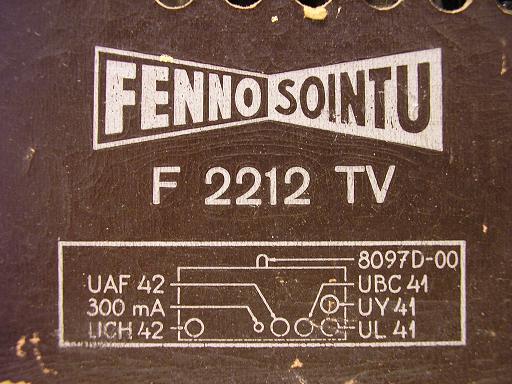 FENNO SOINTU
F 2212 TV
8097D-00
UAF 42 UBC 41
300 mA UY 41
UCH 42 UL 41